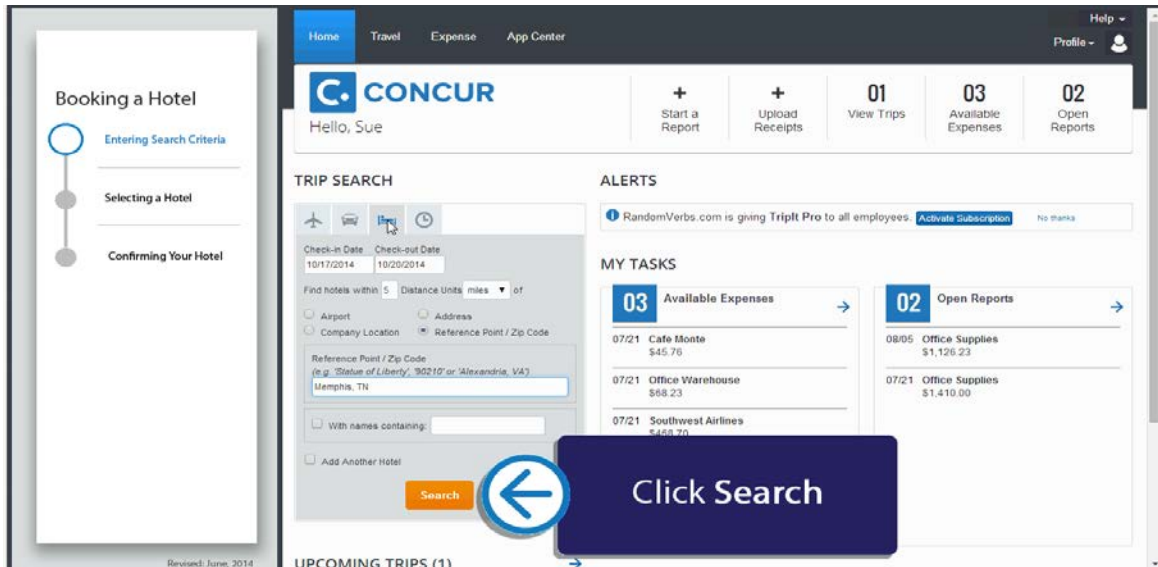 Booking a Hotel
Entering Search Criteria
Selecting a Hotel
Confirming Your Hotel
Revised: June, 2014
Home Travel Expense App Center
Help
Profile
C. CONCUR
Hello, Sue
+ Start a Report
+ Upload Receipts
01 View Trips
03 Available Expenses
02 Open Reports
TRIP SEARCH
Check-in Date Check-out Date
10/17/2014 10/20/2014
Find hotels within 5 Distance Units miles of
Airport Address
Company Location Reference Point / Zip Code
Reference Point / Zip Code
(e.g. 'Statue of Liberty', '90210' or 'Alexandria, VA')
Memphis, TN
With names containing:
Add Another Hotel
Search
UPCOMING TRIPS (1)
ALERTS
RandomVerbs.com is giving TripIt Pro to all employees. Activate Subscription No thanks
MY TASKS
03 Available Expenses
07/21 Cafe Monte
$45.76
07/21 Office Warehouse
$68.23
07/21 Southwest Airlines
$458.70
02 Open Reports
08/05 Office Supplies
$1,126.23
07/21 Office Supplies
$1,410.00
Click Search